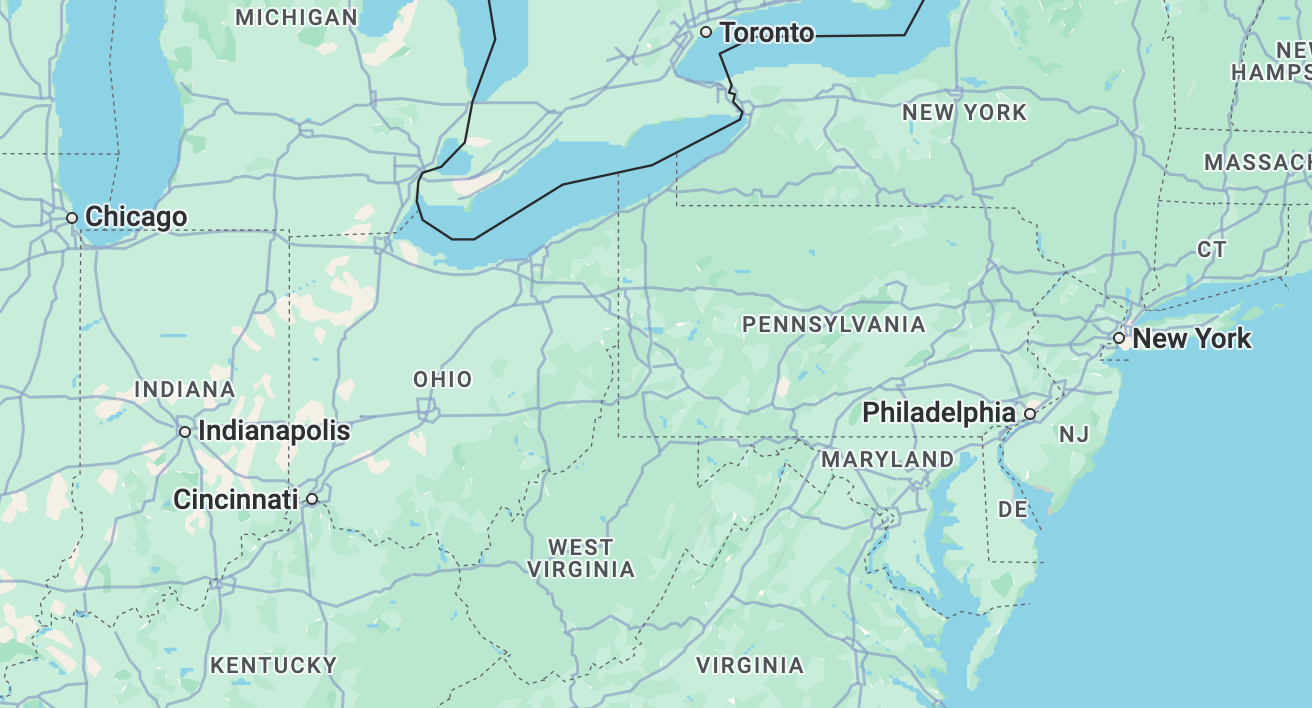 MICHIGAN
Toronto
NEW
HAMPS
NEW YORK
MASSACH
Chicago
CT
PENNSYLVANIA
New York
INDIANA
OHIO
Philadelphia
Indianapolis
NJ
MARYLAND
Cincinnati
DE
WEST
VIRGINIA
KENTUCKY
VIRGINIA